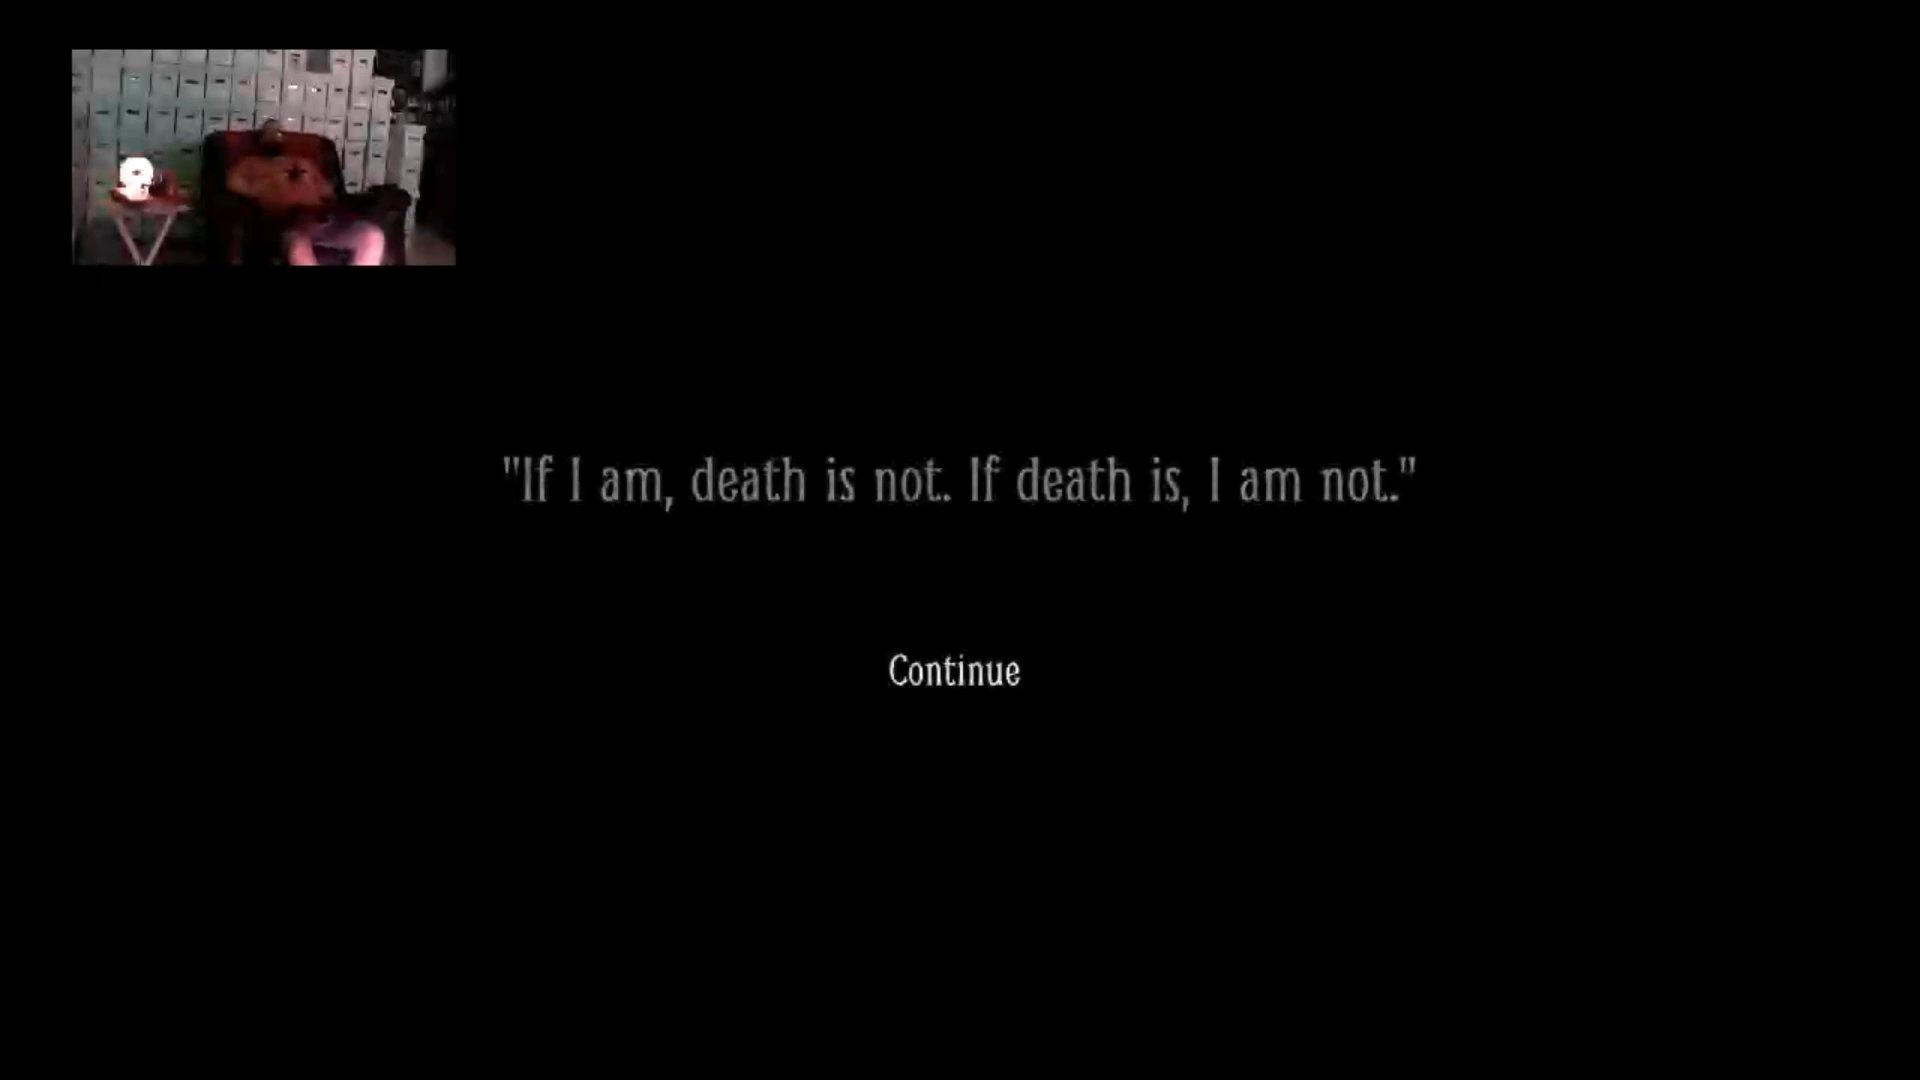 "If I am, death is not. If death is, I am not."
Continue